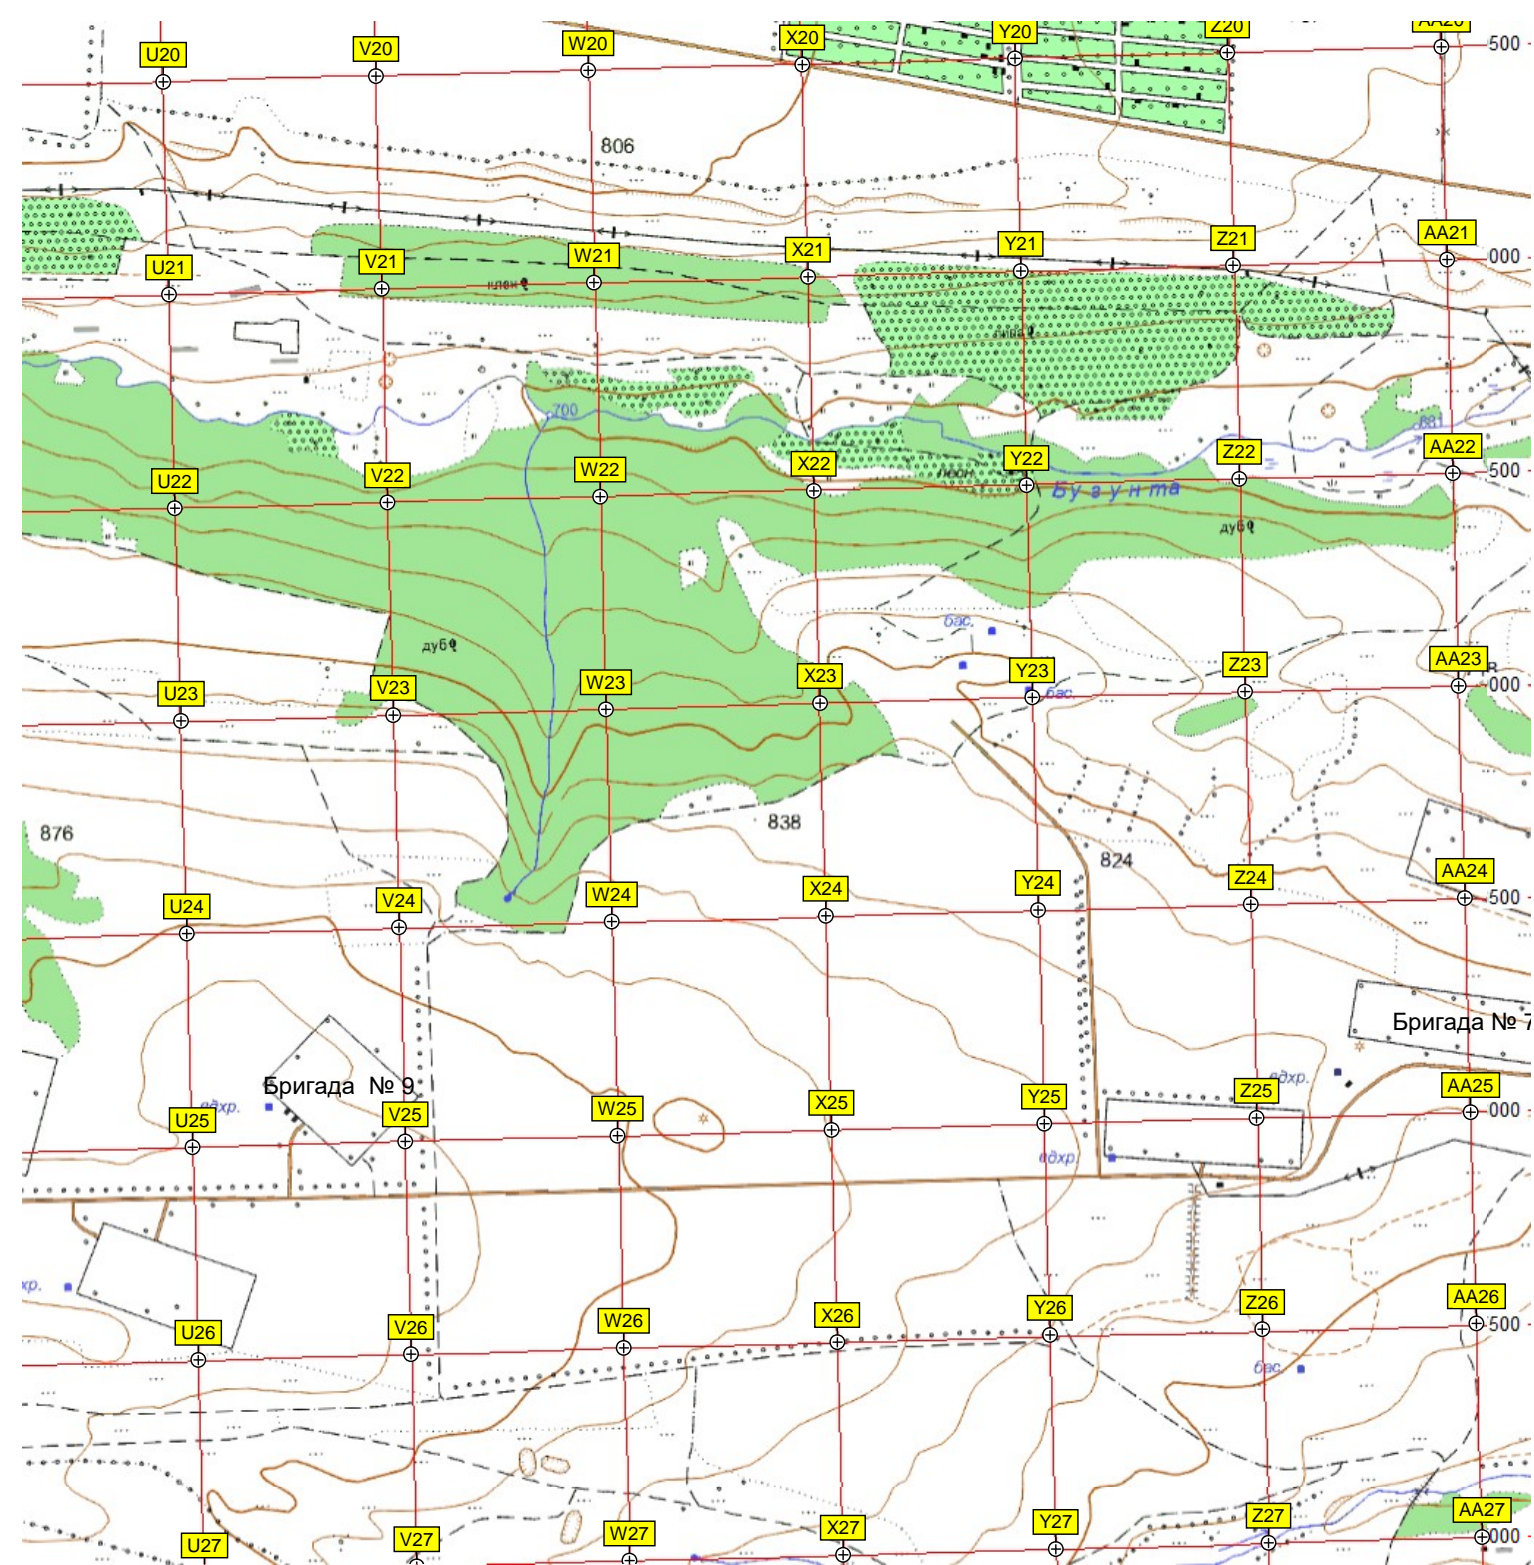 U20 V20 W20 X20 Y20 Z20 AA20 500
806
U21 V21 W21 X21 Y21 Z21 AA21 000
клен
липа
700
681
U22 V22 W22 X22 Y22 Z22 AA22 500
Бугунта
дуб
бас.
дуб
U23 V23 W23 X23 Y23 Z23 AA23 000
бас.
876
838
824
U24 V24 W24 X24 Y24 Z24 AA24 500
Бригада № 7
вдхр.
Бригада № 9
вдхр.
U25 V25 W25 X25 Y25 Z25 AA25 000
вдхр.
хр.
U26 V26 W26 X26 Y26 Z26 AA26 500
бас.
U27 V27 W27 X27 Y27 Z27 AA27 000